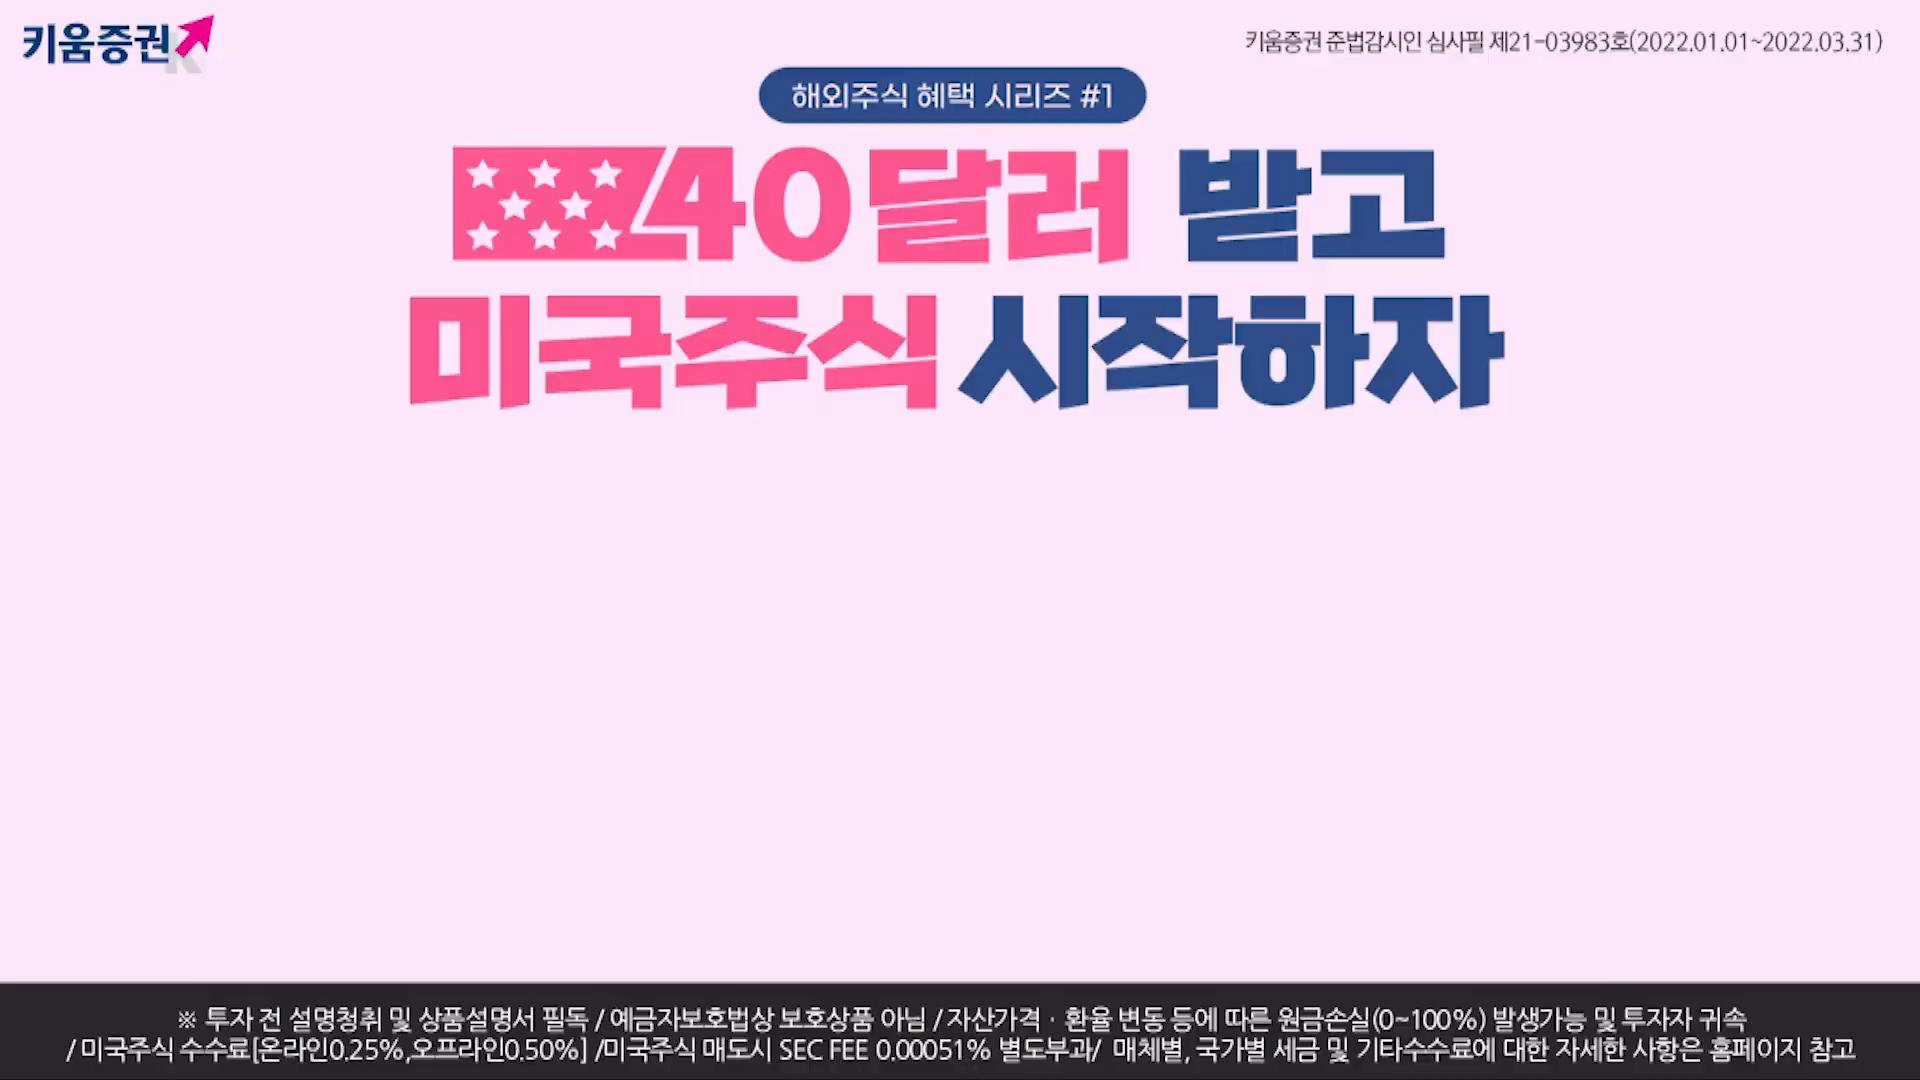 키움증권
키움증권 준법감시인 심사필 제21-03983호(2022.01.01~2022.03.31)
해외주식 혜택 시리즈 #1
40달러 받고
미국주식 시작하자
※ 투자 전 설명청취 및 상품설명서 필독 / 예금자보호법상 보호상품 아님 / 자산가격 · 환율 변동 등에 따른 원금손실(0~100%) 발생가능 및 투자자 귀속
/ 미국주식 수수료[온라인0.25%,오프라인0.50%] /미국주식 매도시 SEC FEE 0.00051% 별도부과/ 매체별, 국가별 세금 및 기타수수료에 대한 자세한 사항은 홈페이지 참고